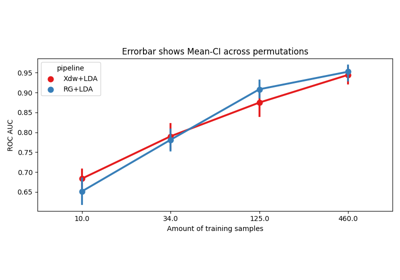 Errorbar shows Mean-CI across permutations
pipeline
Xdw+LDA
RG+LDA
ROC AUC
0.95
0.90
0.85
0.80
0.75
0.70
0.65
10.0 34.0 125.0 460.0
Amount of training samples